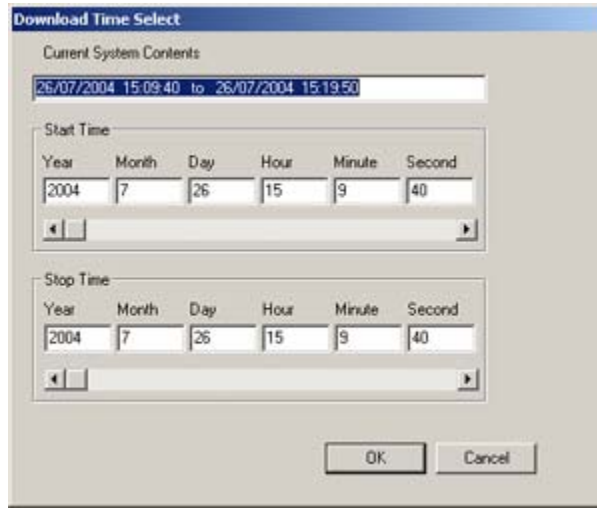 Download Time Select
Current System Contents
26/07/2004 15:09:40 to 26/07/2004 15:19:50
Start Time
Year Month Day Hour Minute Second
2004 7 26 15 9 40
Stop Time
Year Month Day Hour Minute Second
2004 7 26 15 9 40
OK Cancel